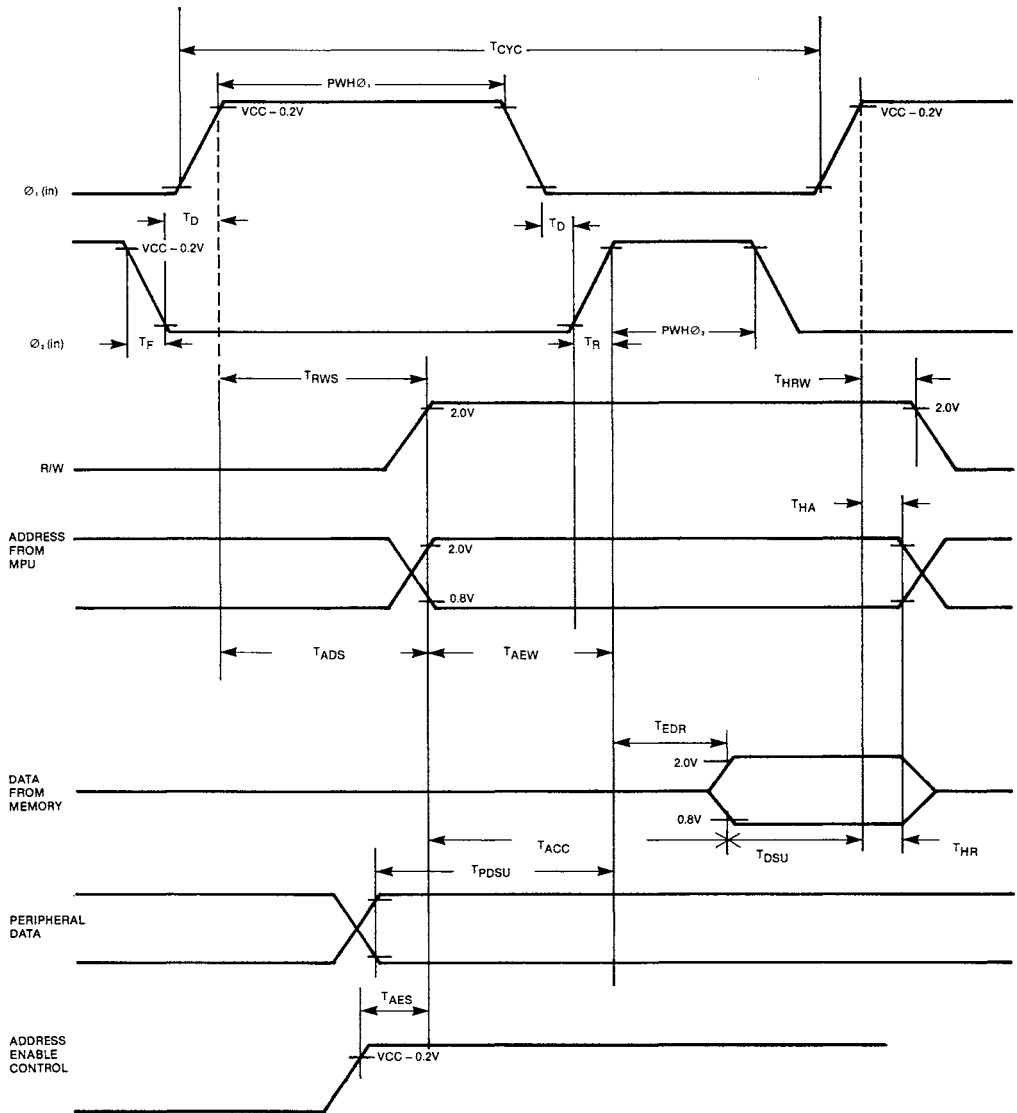 TCYC
PWHØ₁
VCC – 0.2V
VCC – 0.2V
Ø₁ (in)
TD
TD
VCC – 0.2V
Ø₂ (in)
TF
TR
PWHØ₂
TRWS
THRW
2.0V
2.0V
R/W
THA
ADDRESS
FROM
MPU
2.0V
0.8V
TADS
TAEW
TEDR
2.0V
DATA
FROM
MEMORY
0.8V
TACC
TDSU
THR
TPDSU
PERIPHERAL
DATA
TAES
ADDRESS
ENABLE
CONTROL
VCC – 0.2V